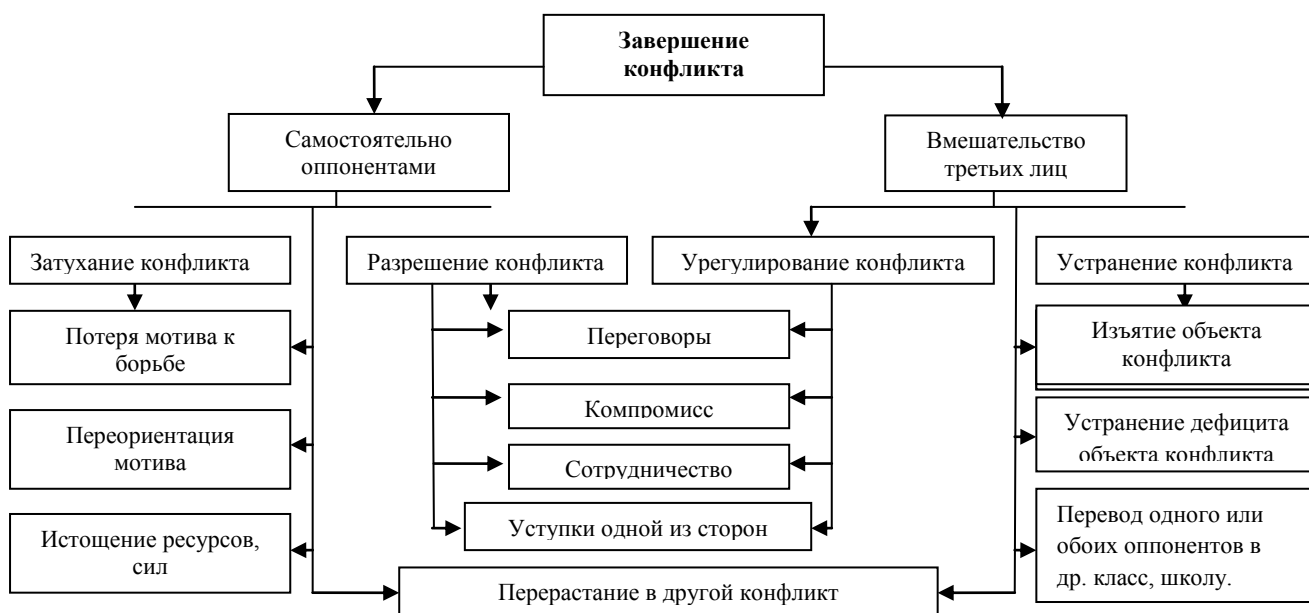 Завершение
конфликта
Самостоятельно
оппонентами
Вмешательство
третьих лиц
Затухание конфликта
Разрешение конфликта
Урегулирование конфликта
Устранение конфликта
Потеря мотива к
борьбе
Переговоры
Изъятие объекта
конфликта
Переориентация
мотива
Компромисс
Устранение дефицита
объекта конфликта
Сотрудничество
Истощение ресурсов,
сил
Уступки одной из сторон
Перевод одного или
обоих оппонентов в
др. класс, школу.
Перерастание в другой конфликт